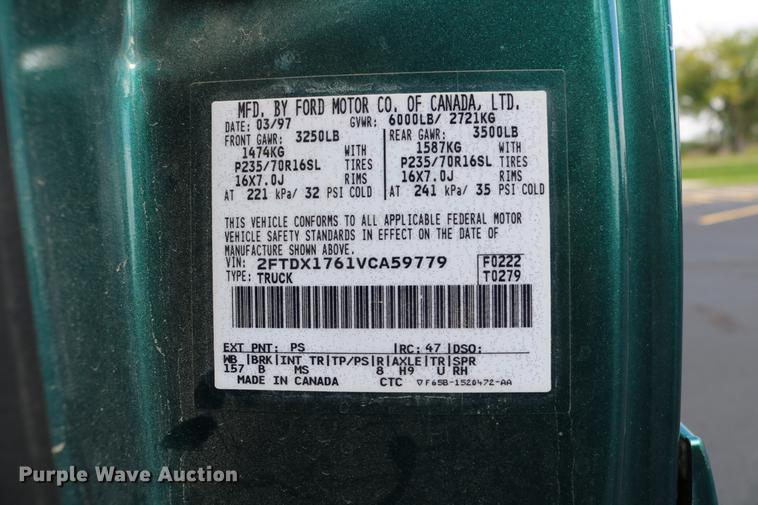 MFD. BY FORD MOTOR CO. OF CANADA, LTD.
DATE: 03/97 GVWR: 6000LB/ 2721KG
FRONT GAWR: 3250LB REAR GAWR: 3500LB
1474KG WITH 1587KG WITH
P235/70R16SL TIRES P235/70R16SL TIRES
16X7.0J RIMS 16X7.0J RIMS
AT 221 kPa/ 32 PSI COLD AT 241 kPa/ 35 PSI COLD
THIS VEHICLE CONFORMS TO ALL APPLICABLE FEDERAL MOTOR
VEHICLE SAFETY STANDARDS IN EFFECT ON THE DATE OF
MANUFACTURE SHOWN ABOVE.
VIN: 2FTDX1761VCA59779 F0222
TYPE: TRUCK T0279
EXT PNT: PS RC: 47 DSO:
WB BRK INT TR TP/PS R AXLE TR SPR
157 B MS 8 H9 U RH
MADE IN CANADA CTC ▽F65B-1520472-AA
Purple Wave Auction